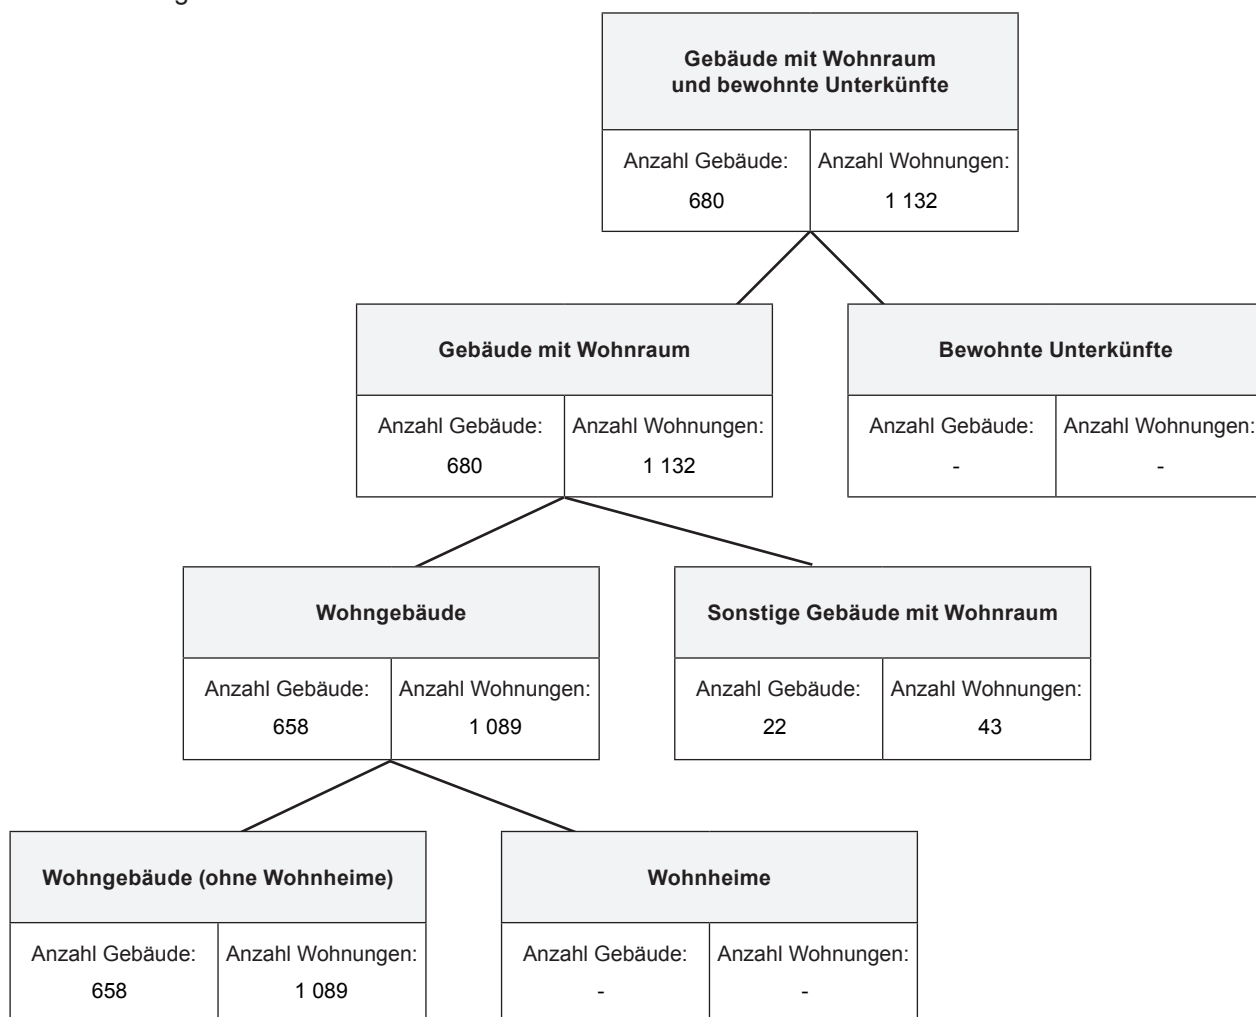 Gebäude mit Wohnraum
und bewohnte Unterkünfte
Anzahl Gebäude:
680
Anzahl Wohnungen:
1 132
Gebäude mit Wohnraum
Anzahl Gebäude:
680
Anzahl Wohnungen:
1 132
Bewohnte Unterkünfte
Anzahl Gebäude:
-
Anzahl Wohnungen:
-
Wohngebäude
Anzahl Gebäude:
658
Anzahl Wohnungen:
1 089
Sonstige Gebäude mit Wohnraum
Anzahl Gebäude:
22
Anzahl Wohnungen:
43
Wohngebäude (ohne Wohnheime)
Anzahl Gebäude:
658
Anzahl Wohnungen:
1 089
Wohnheime
Anzahl Gebäude:
-
Anzahl Wohnungen:
-